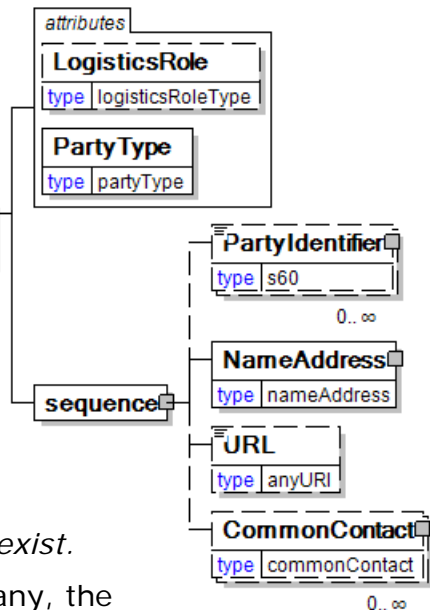 attributes
LogisticsRole
type logisticsRoleType
PartyType
type partyType
PartyIdentifier
type s60
0.. ∞
NameAddress
type nameAddress
sequence
URL
type anyURI
exist.
CommonContact
type commonContact
any, the
0.. ∞